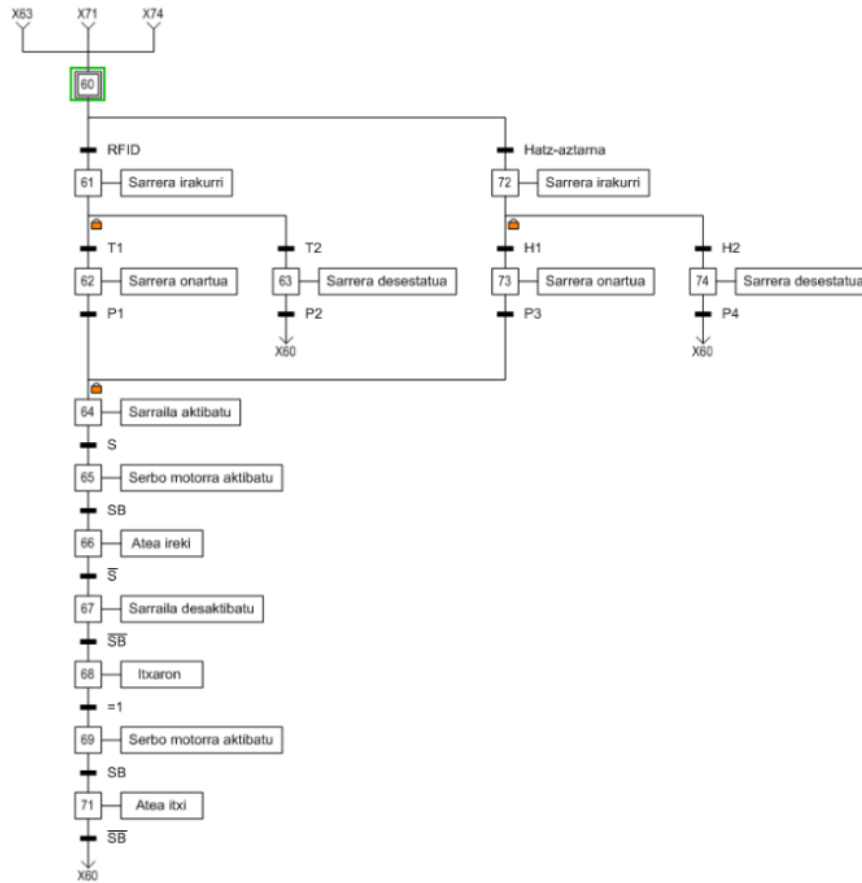 X63 X71 X74
60
RFID Hatz-aztarna
61 Sarrera irakurri 72 Sarrera irakurri
T1 T2 H1 H2
62 Sarrera onartua 63 Sarrera desestatua 73 Sarrera onartua 74 Sarrera desestatua
P1 P2 P3 P4
X60 X60
64 Sarraila aktibatu
S
65 Serbo motorra aktibatu
SB
66 Atea ireki
S̅
67 Sarraila desaktibatu
S̅B̅
68 Itxaron
=1
69 Serbo motorra aktibatu
SB
71 Atea itxi
S̅B̅
X60